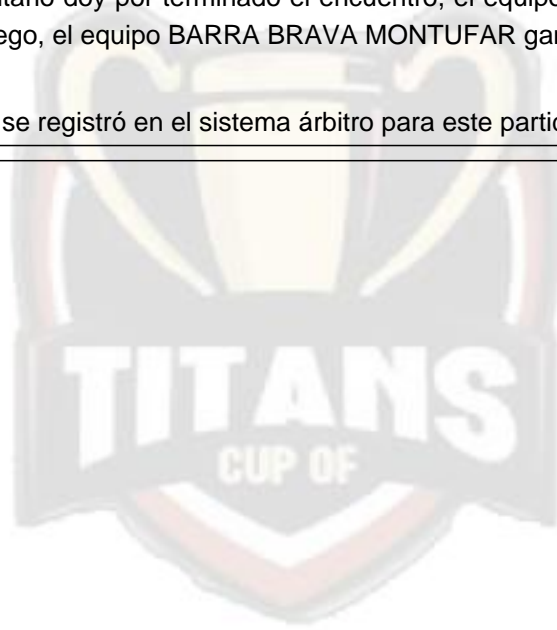 itario doy por terminado el encuentro, el equipo
ego, el equipo BARRA BRAVA MONTUFAR gar
se registró en el sistema árbitro para este partic
TITANS
CUP OF